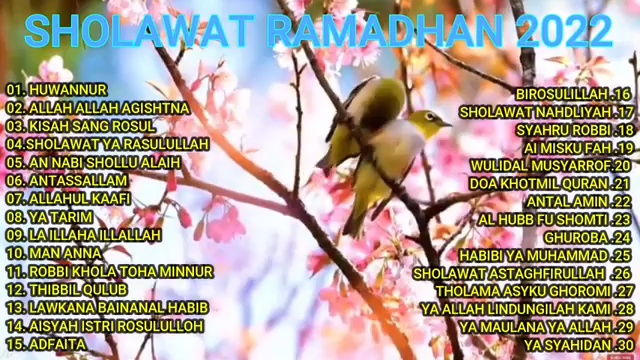 SHOLAWAT RAMADHAN 2022
01. HUWANNUR
02. ALLAH ALLAH AGISHTNA
03. KISAH SANG ROSUL
04.SHOLAWAT YA RASULULLAH
05. AN NABI SHOLLU ALAIH
06. ANTASSALLAM
07. ALLAHUL KAAFI
08. YA TARIM
09. LA ILLAHA ILLALLAH
10. MAN ANNA
11. ROBBI KHOLA TOHA MINNUR
12. THIBBIL QULUB
13. LAWKANA BAINANAL HABIB
14. AISYAH ISTRI ROSULULLOH
15. ADFAITA
BIROSULILLAH .16
SHOLAWAT NAHDLIYAH .17
SYAHRU ROBBI .18
AI MISKU FAH .19
WULIDAL MUSYARROF.20
DOA KHOTMIL QURAN .21
ANTAL AMIN .22
AL HUBB FU SHOMTI .23
GHUROBA .24
HABIBI YA MUHAMMAD .25
SHOLAWAT ASTAGHFIRULLAH .26
THOLAMA ASYKU GHOROMI .27
YA ALLAH LINDUNGILAH KAMI .28
YA MAULANA YA ALLAH .29
YA SYAHIDAN .30